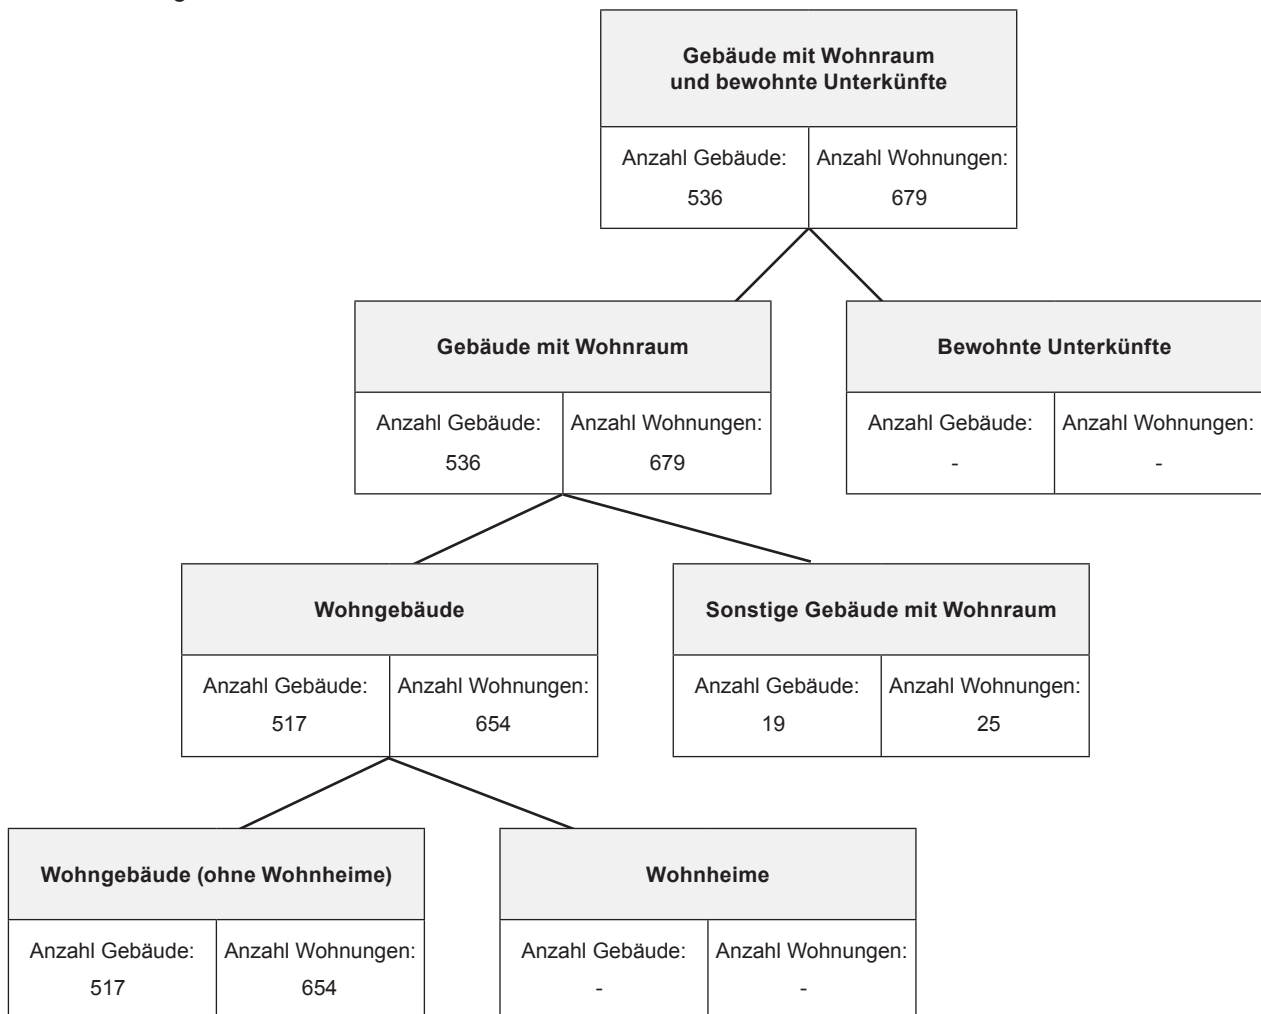 Gebäude mit Wohnraum
und bewohnte Unterkünfte
Anzahl Gebäude: Anzahl Wohnungen:
536 679
Gebäude mit Wohnraum
Anzahl Gebäude: Anzahl Wohnungen:
536 679
Bewohnte Unterkünfte
Anzahl Gebäude: Anzahl Wohnungen:
- -
Wohngebäude
Anzahl Gebäude: Anzahl Wohnungen:
517 654
Sonstige Gebäude mit Wohnraum
Anzahl Gebäude: Anzahl Wohnungen:
19 25
Wohngebäude (ohne Wohnheime)
Anzahl Gebäude: Anzahl Wohnungen:
517 654
Wohnheime
Anzahl Gebäude: Anzahl Wohnungen:
- -